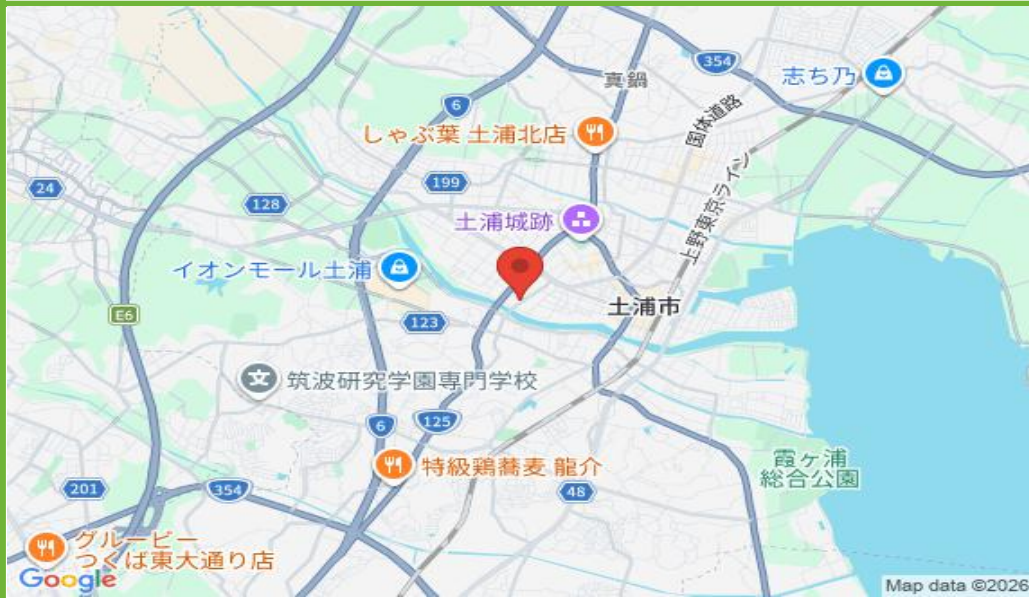 354
志ち乃
真鍋
6
国体道路
しゃぶ葉 土浦北店
199
24
128
上野東京ライン
土浦城跡
イオンモール土浦
土浦市
E6
123
文
筑波研究学園専門学校
125
6
霞ヶ浦
総合公園
特級鶏蕎麦 龍介
201
354
48
グルービー
つくば東大通り店
Google
Map data ©2026